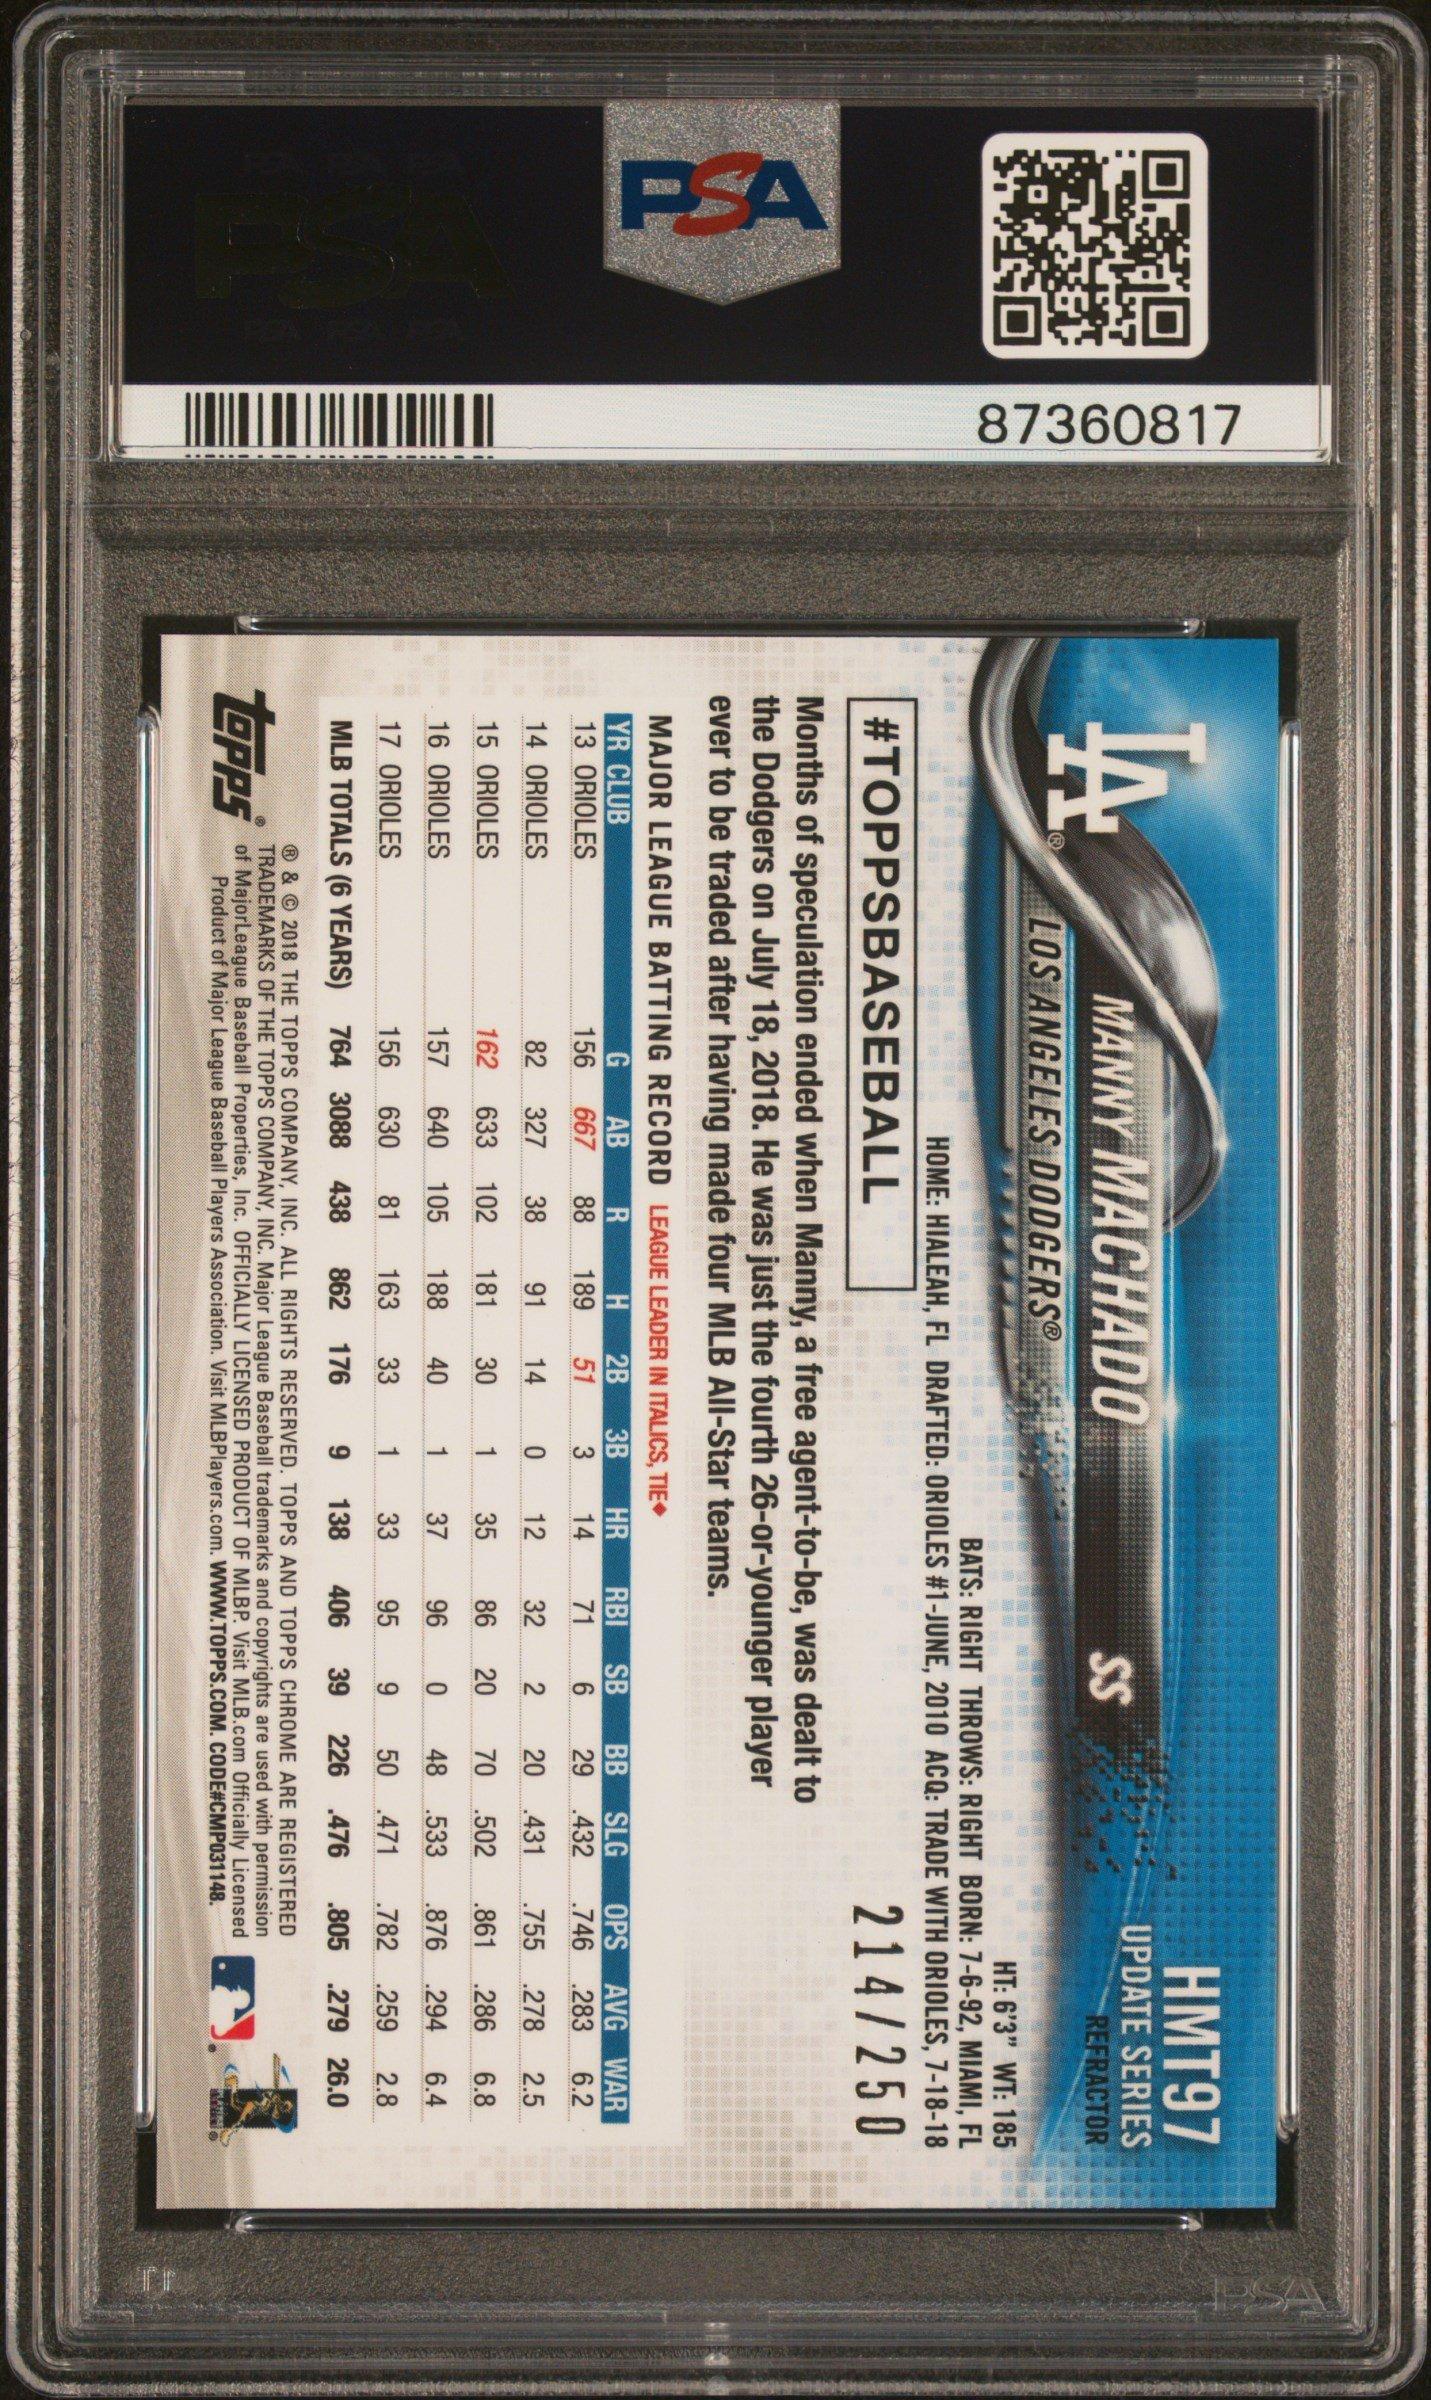 PSA
87360817
HMT97
UPDATE SERIES
REFRACTOR
LA®
MANNY MACHADO SS
LOS ANGELES DODGERS®
HT: 6'3" WT: 185
BATS: RIGHT THROWS: RIGHT BORN: 7-6-92, MIAMI, FL
HOME: HIALEAH, FL DRAFTED: ORIOLES #1-JUNE, 2010 ACQ: TRADE WITH ORIOLES, 7-18-18
#TOPPSBASEBALL
214/250
Months of speculation ended when Manny, a free agent-to-be, was dealt to
the Dodgers on July 18, 2018. He was just the fourth 26-or-younger player
ever to be traded after having made four MLB All-Star teams.
MAJOR LEAGUE BATTING RECORD LEAGUE LEADER IN ITALICS, TIE♦
YR CLUB G AB R H 2B 3B HR RBI SB BB SLG OPS AVG WAR
13 ORIOLES 156 667 88 189 51 3 14 71 6 29 .432 .746 .283 6.2
14 ORIOLES 82 327 38 91 14 0 12 32 2 20 .431 .755 .278 2.5
15 ORIOLES 162 633 102 181 30 1 35 86 20 70 .502 .861 .286 6.8
16 ORIOLES 157 640 105 188 40 1 37 96 0 48 .533 .876 .294 6.4
17 ORIOLES 156 630 81 163 33 1 33 95 9 50 .471 .782 .259 2.8
MLB TOTALS (6 YEARS) 764 3088 438 862 176 9 138 406 39 226 .476 .805 .279 26.0
topps®
® & © 2018 THE TOPPS COMPANY, INC. ALL RIGHTS RESERVED. TOPPS AND TOPPS CHROME ARE REGISTERED
TRADEMARKS OF THE TOPPS COMPANY, INC. Major League Baseball trademarks and copyrights are used with permission
of Major League Baseball Properties, Inc. OFFICIALLY LICENSED PRODUCT OF MLBP. Visit MLB.com Officially Licensed
Product of Major League Baseball Players Association. Visit MLBPlayers.com. WWW.TOPPS.COM. CODE#CMP031148.
PSA